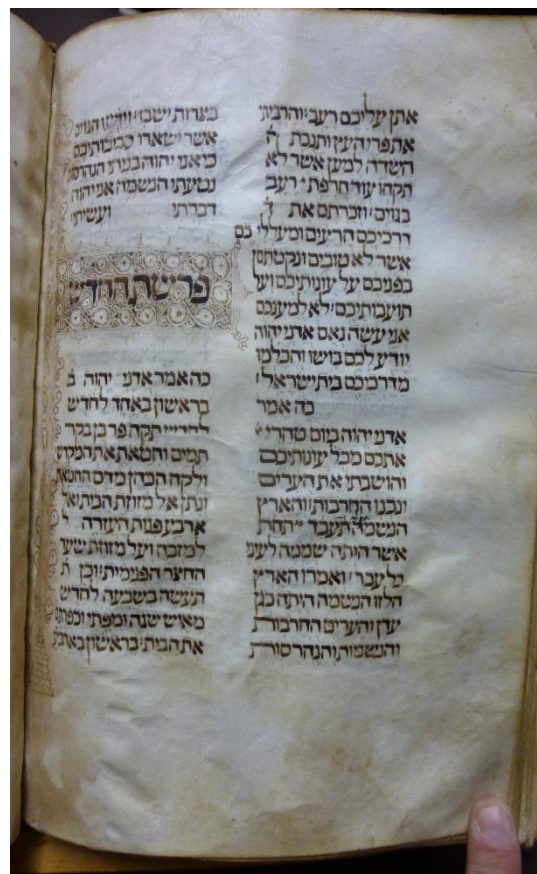 אתן עליכם רעב והרביתי
את פרי העץ ותנבת ה
השדה למען אשר לא
תקחו עוד חרפת רעב
בגוים וזכרתם את ד
דרכיכם הרעים ומעלליכם
אשר לא טובים ונקטתם
בפניכם על עונותיכם ועל
תועבותיכם לא למענכם
אני עשה נאם אדני יהוה
יודע לכם בושו והכלמו
מדרכיכם בית ישראל
כה אמר
אדני יהוה ביום טהרי
אתכם מכל עונותיכם
והושבתי את הערים
ונבנו החרבות והארץ
הנשמה תעבד תחת
אשר היתה שממה לעיני
כל עבר ואמרו הארץ
הלזו הנשמה היתה כגן
עדן והערים החרבות
והנשמות והנהרסות
בצרות ישבו וידעו הגוים
אשר ישארו סביבותיכם
כי אני יהוה בניתי הנהרסות
נטעתי הנשמה אני יהוה
דברתי ועשיתי
פרשת החדש
כה אמר אדני יהוה ב
בראשון באחד לחדש
תקח פר בן בקר
תמים וחטאת את המקדש
ולקח הכהן מדם החטאת
ונתן אל מזוזת הבית ואל
ארבע פנות העזרה ל
למזבח ועל מזוזת שער
החצר הפנימית וכן ת
תעשה בשבעה לחדש
מאיש שגה ומפתי וכפרתם
את הבית בראשון בארבעה